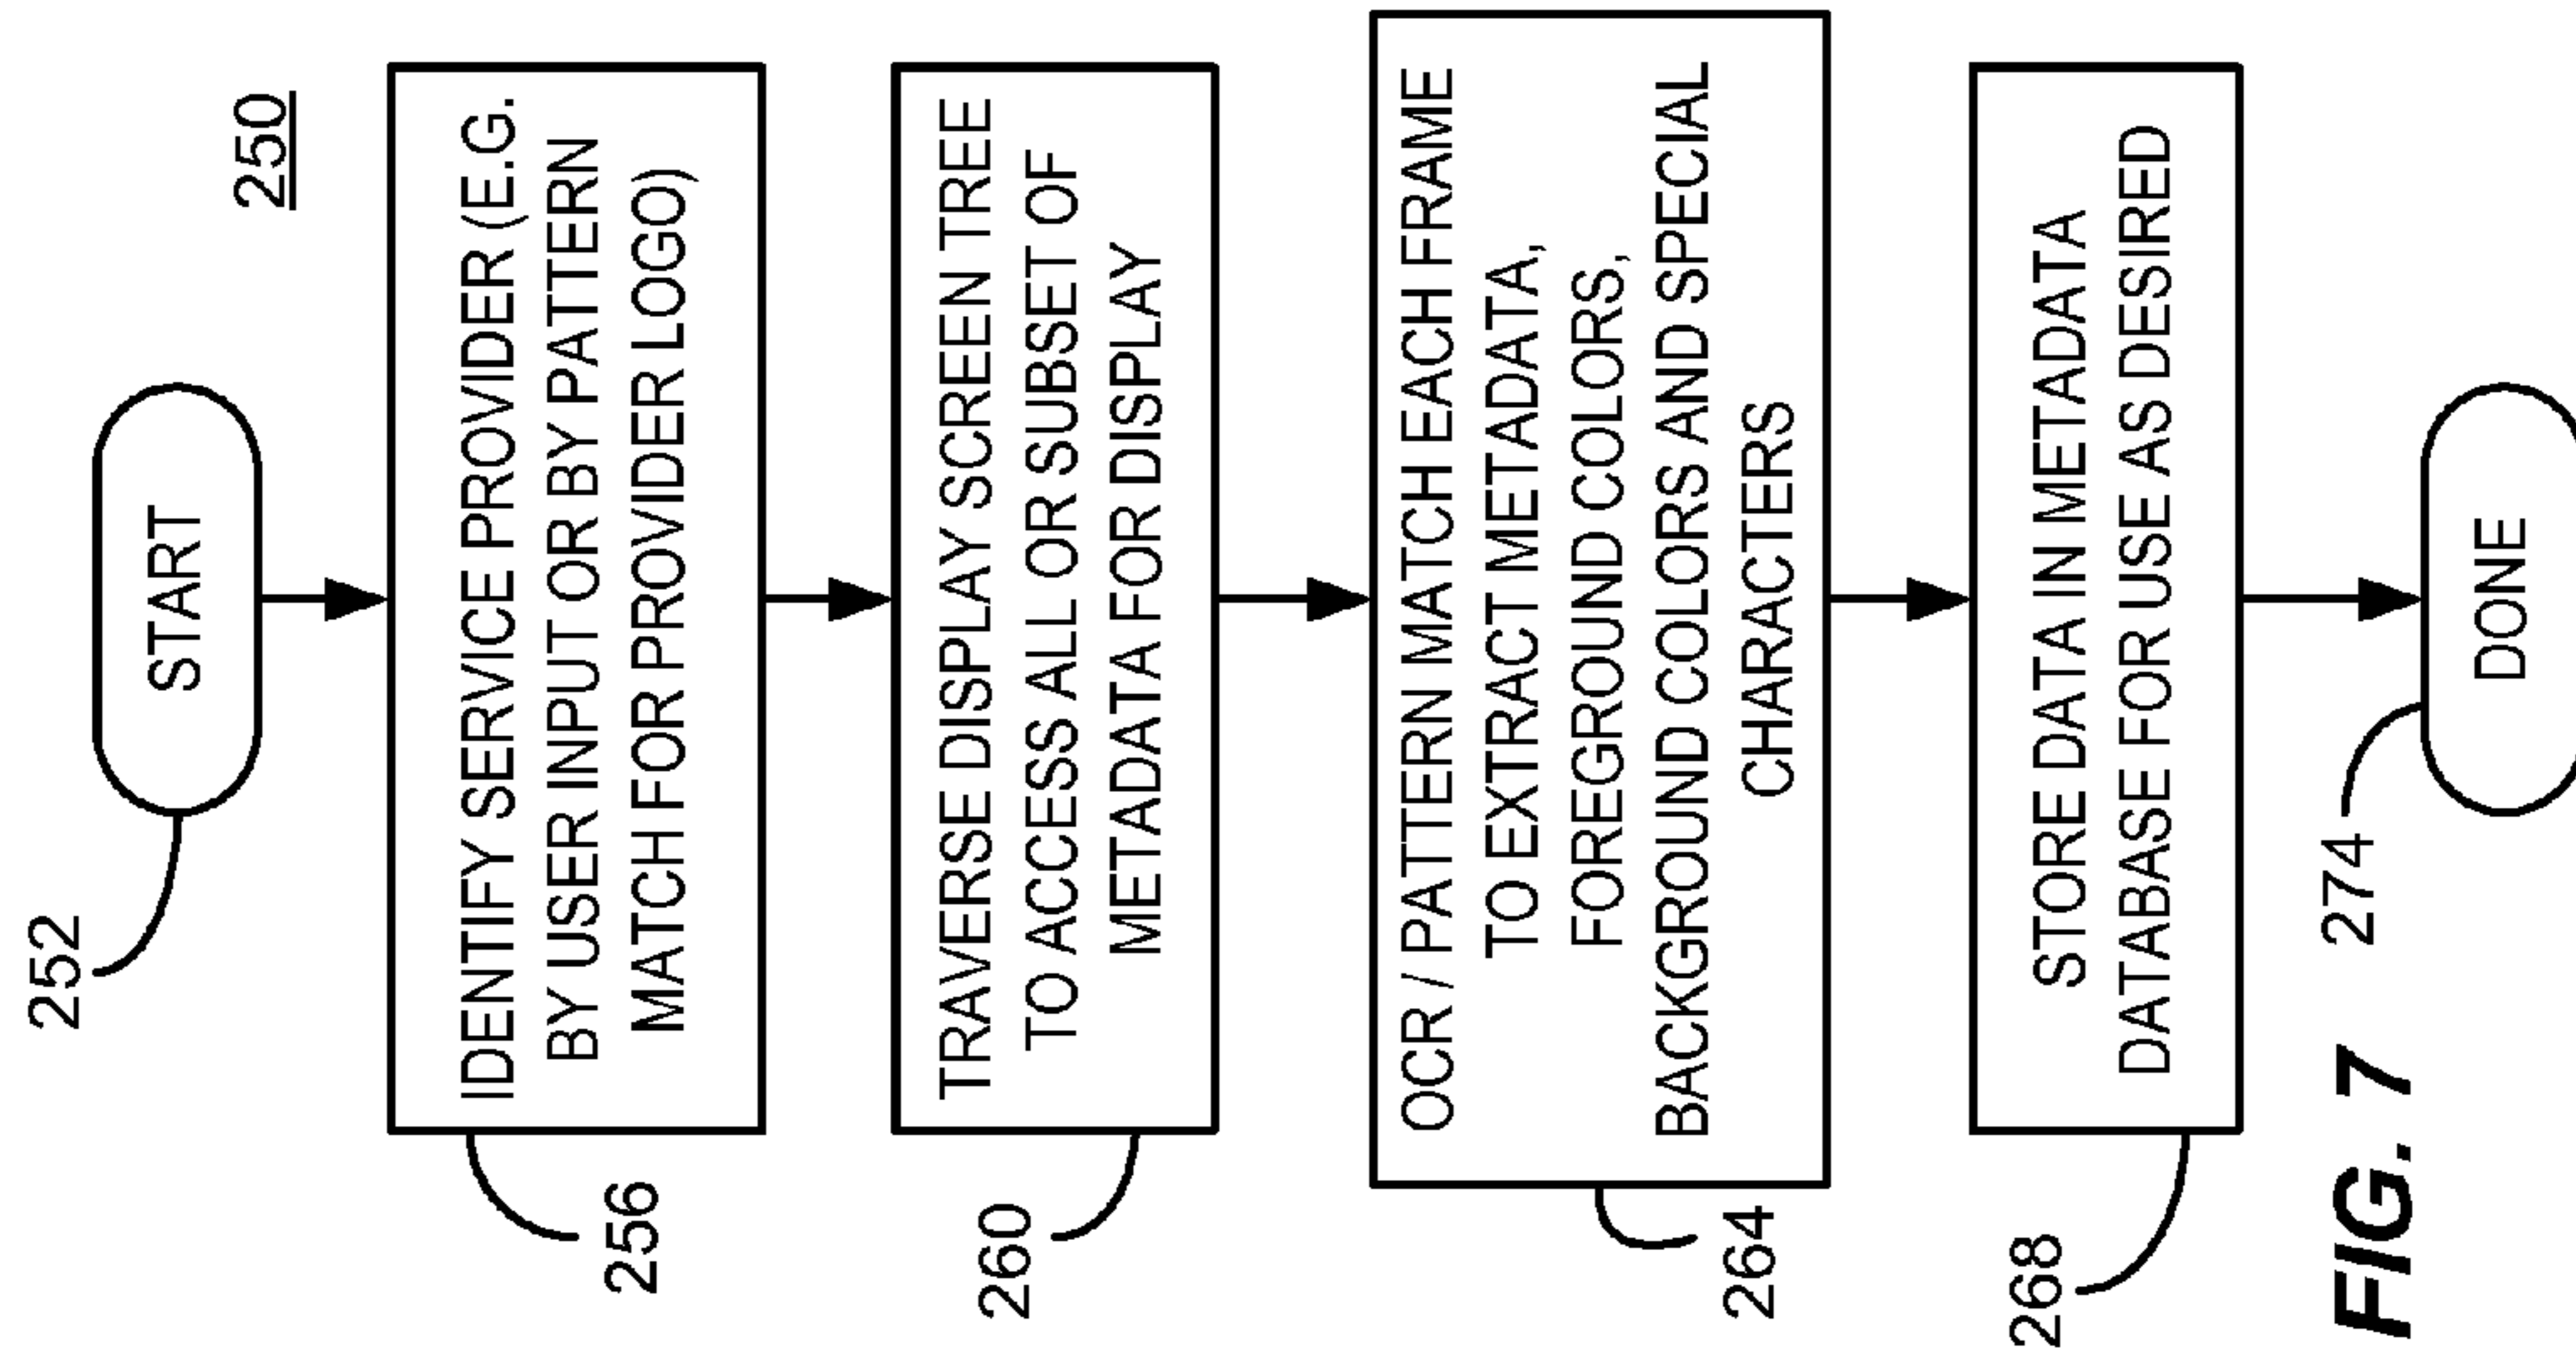 250
252
START
IDENTIFY SERVICE PROVIDER (E.G.
BY USER INPUT OR BY PATTERN
MATCH FOR PROVIDER LOGO)
256
TRAVERSE DISPLAY SCREEN TREE
TO ACCESS ALL OR SUBSET OF
METADATA FOR DISPLAY
260
OCR / PATTERN MATCH EACH FRAME
TO EXTRACT METADATA,
FOREGROUND COLORS,
BACKGROUND COLORS AND SPECIAL
CHARACTERS
264
STORE DATA IN METADATA
DATABASE FOR USE AS DESIRED
268
274
DONE
FIG. 7